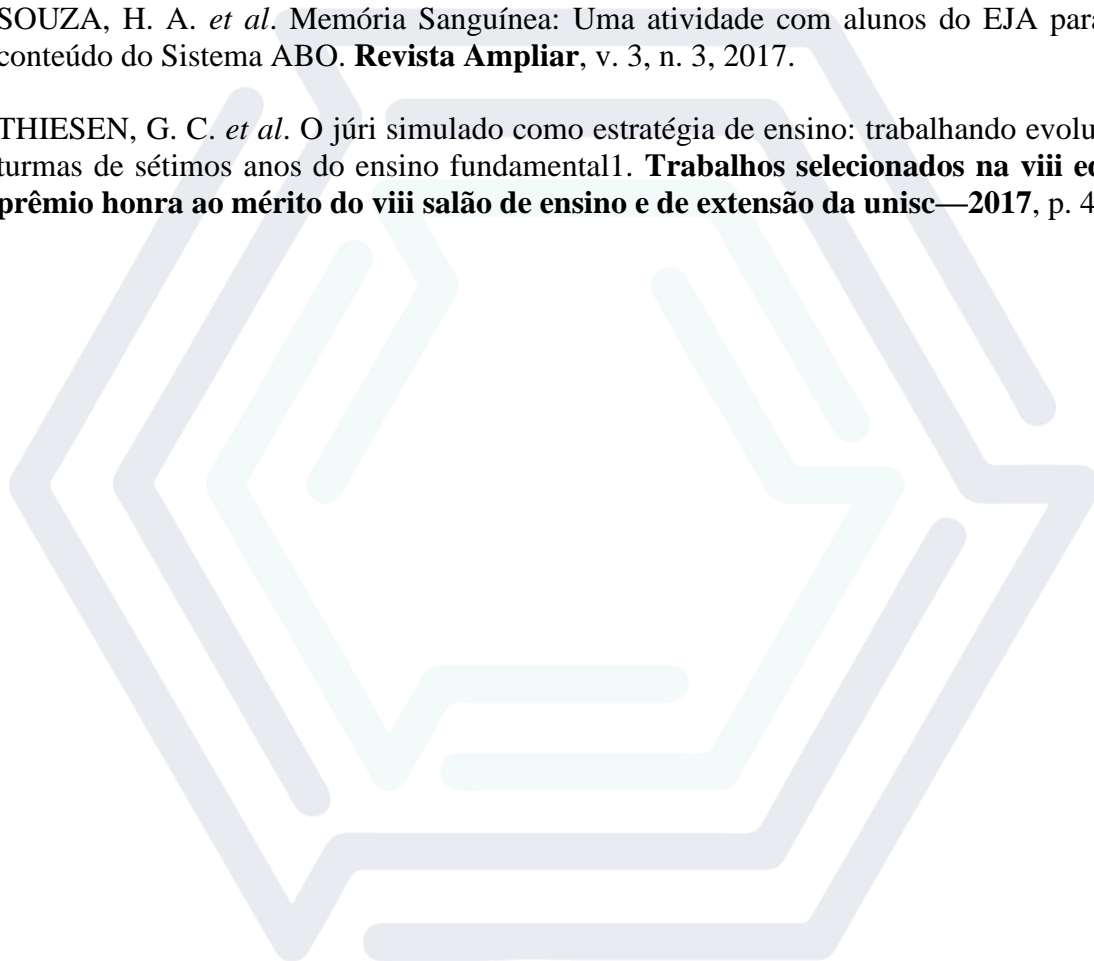 SOUZA, H. A. et al. Memória Sanguínea: Uma atividade com alunos do EJA para
conteúdo do Sistema ABO. Revista Ampliar, v. 3, n. 3, 2017.
THIESEN, G. C. et al. O júri simulado como estratégia de ensino: trabalhando evolu
turmas de sétimos anos do ensino fundamental1. Trabalhos selecionados na viii
prêmio honra ao mérito do viii salão de ensino e de extensão da unisc—2017, p. 4